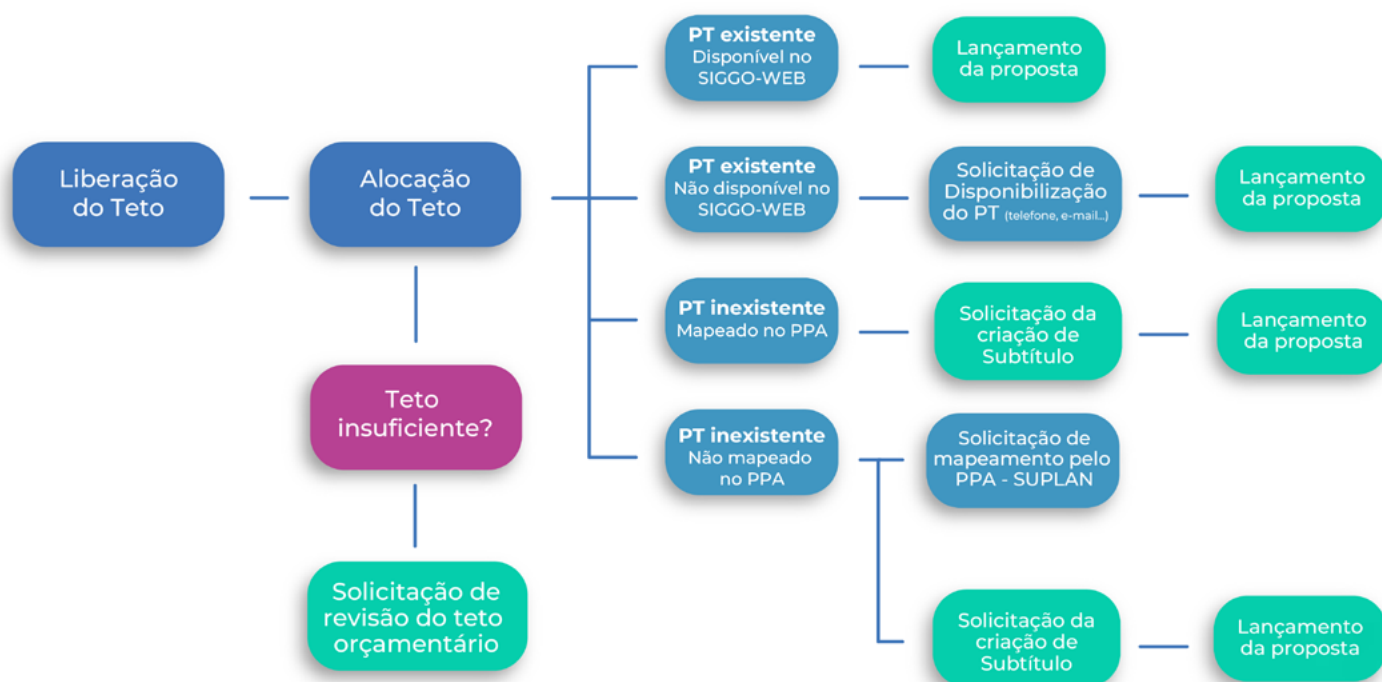 Liberação
do Teto
Alocação
do Teto
Teto
insuficiente?
Solicitação de
revisão do teto
orçamentário
PT existente
Disponível no
SIGGO-WEB
Lançamento
da proposta
PT existente
Não disponível no
SIGGO-WEB
Solicitação de
Disponibilização
do PT (telefone, e-mail...)
Lançamento
da proposta
PT inexistente
Mapeado no PPA
Solicitação da
criação de
Subtítulo
Lançamento
da proposta
PT inexistente
Não mapeado
no PPA
Solicitação de
mapeamento pelo
PPA - SUPLAN
Solicitação da
criação de
Subtítulo
Lançamento
da proposta